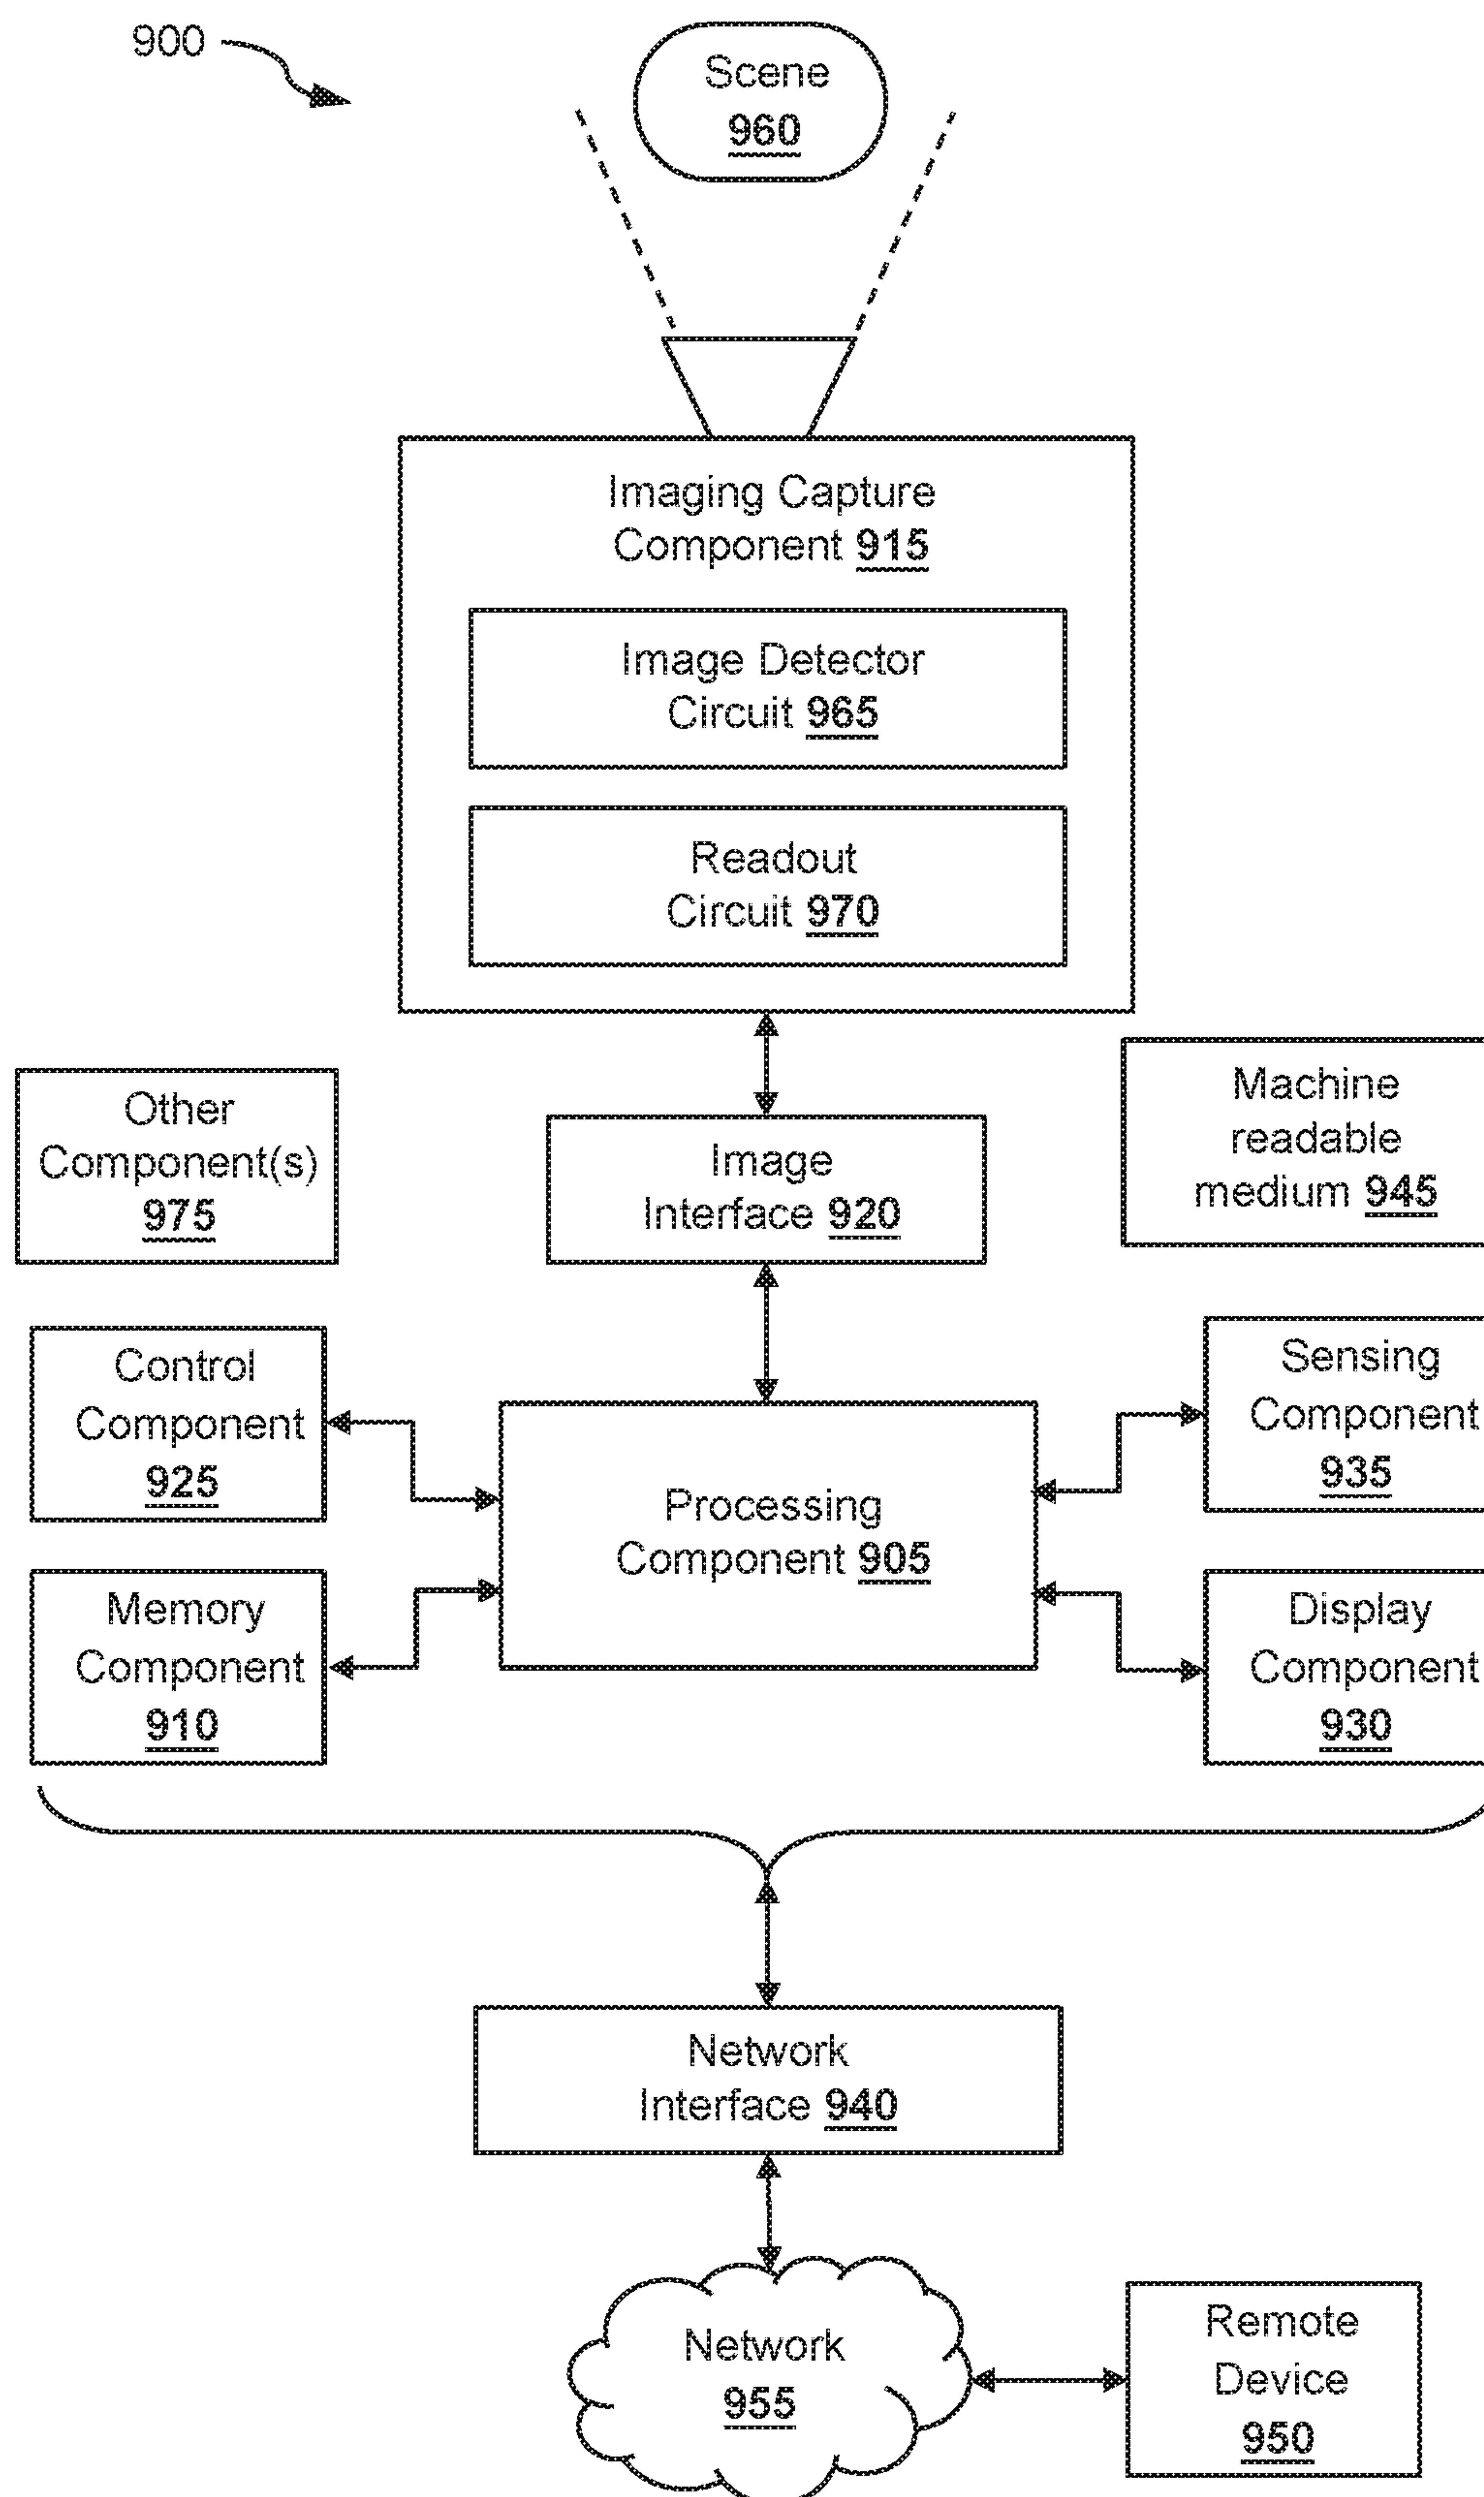 900
Scene
960
Imaging Capture
Component 915
Image Detector
Circuit 965
Readout
Circuit 970
Other
Component(s)
975
Image
Interface 920
Machine
readable
medium 945
Control
Component
925
Sensing
Component
935
Processing
Component 905
Memory
Component
910
Display
Component
930
Network
Interface 940
Network
955
Remote
Device
950